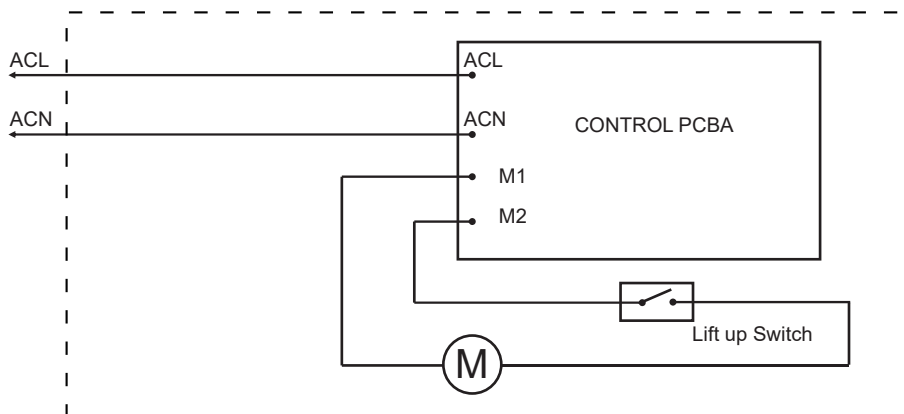 ACL
ACL
ACN
ACN
CONTROL PCBA
M1
M2
Lift up Switch
M